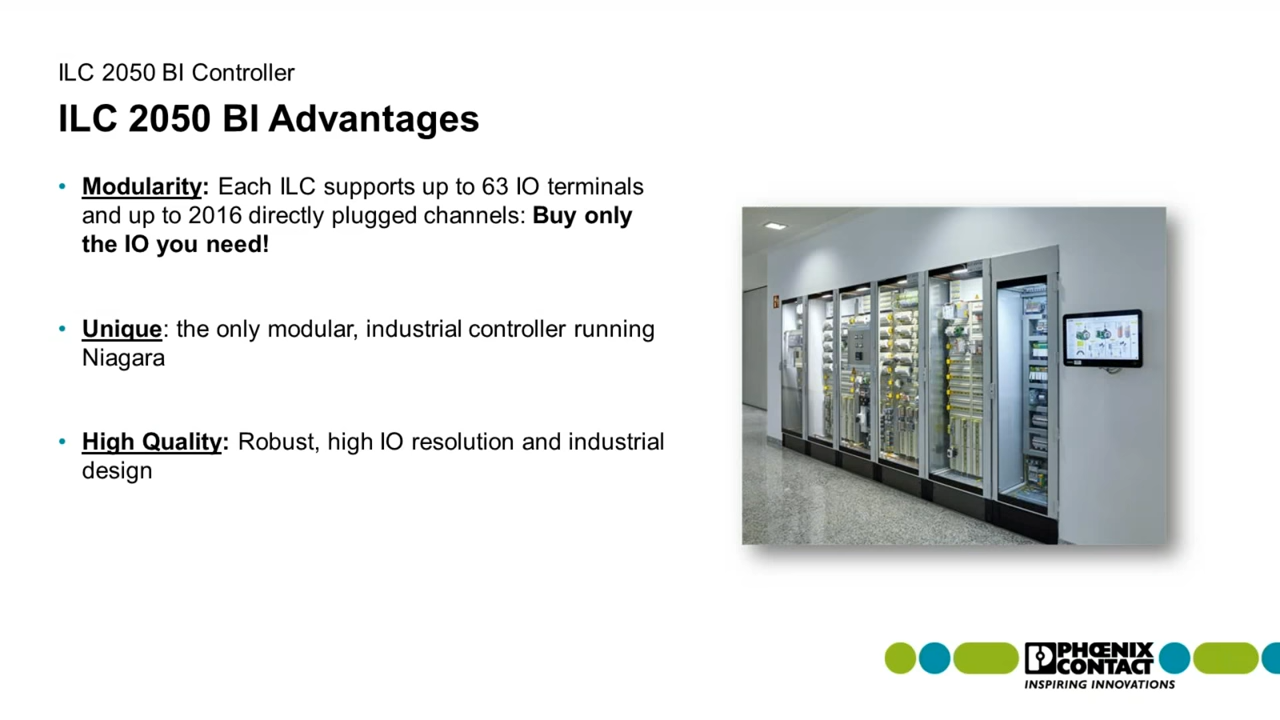 ILC 2050 BI Controller
ILC 2050 BI Advantages
• Modularity: Each ILC supports up to 63 IO terminals
and up to 2016 directly plugged channels: Buy only
the IO you need!
• Unique: the only modular, industrial controller running
Niagara
• High Quality: Robust, high IO resolution and industrial
design
PHŒNIX
CONTACT
INSPIRING INNOVATIONS